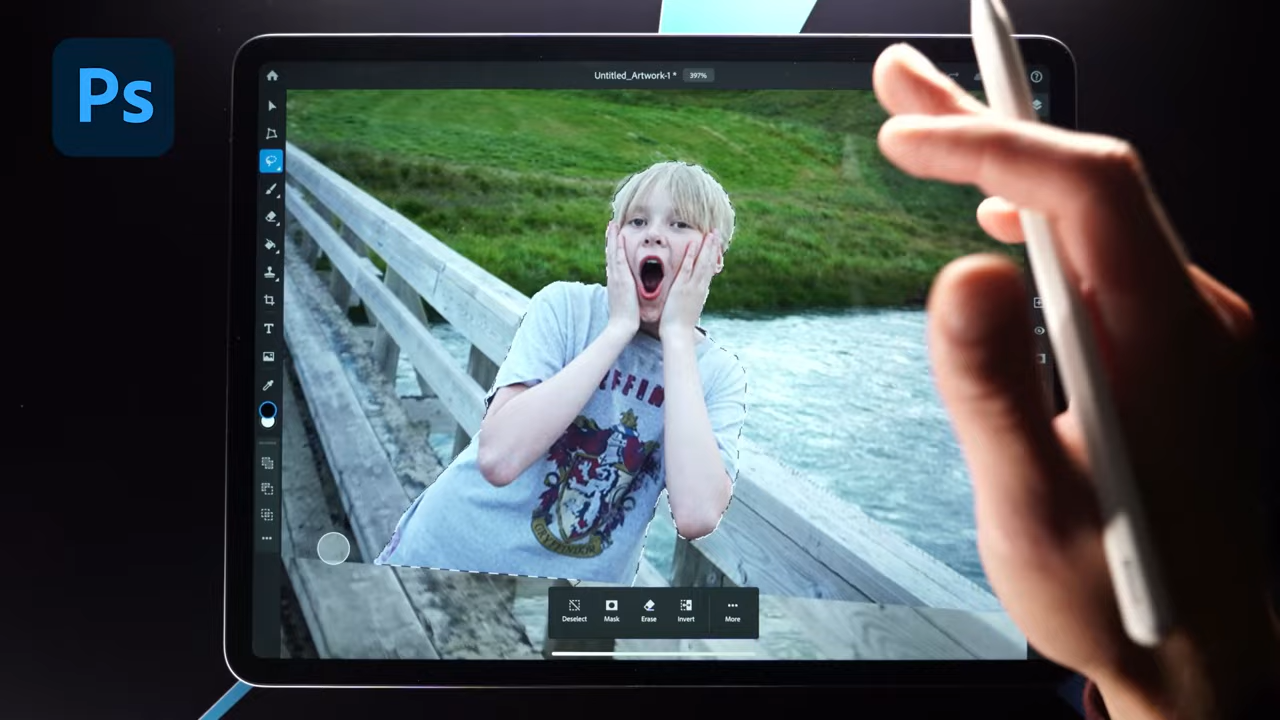 Ps
Untitled_Artwork-1 * 397%
T
GRYFFINDOR
Deselect Mask Erase Invert More